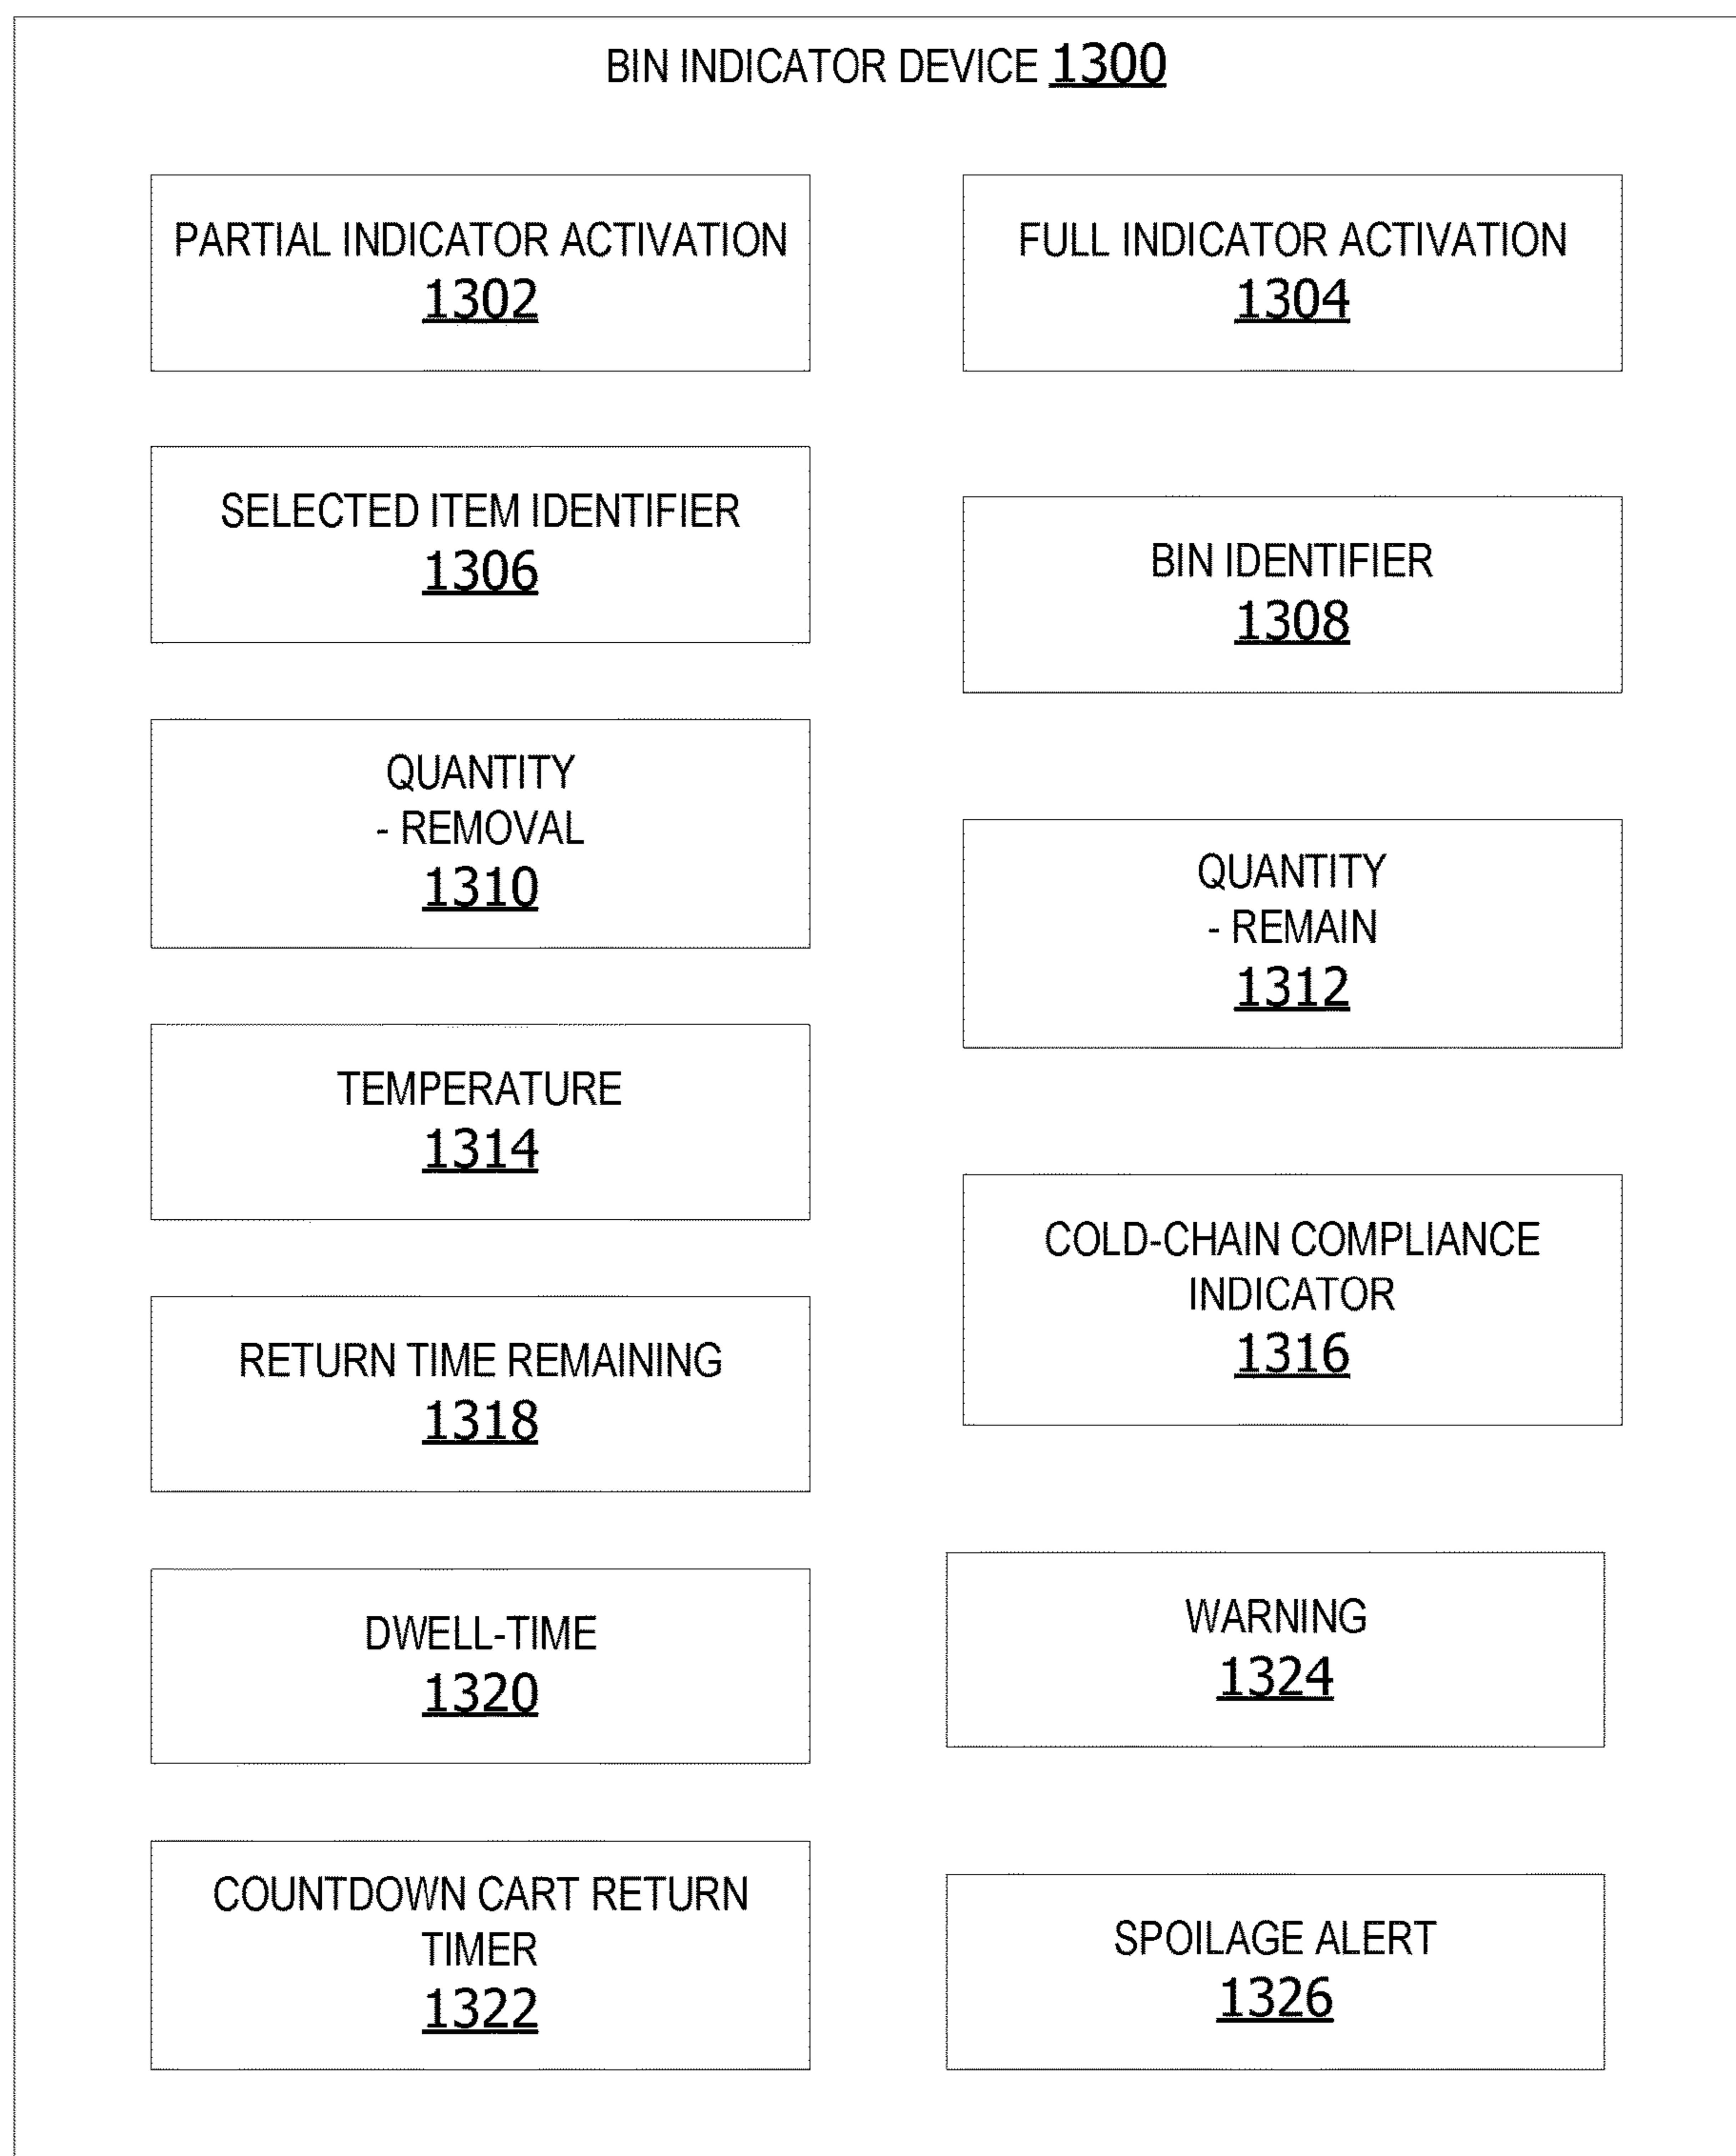 BIN INDICATOR DEVICE 1300
PARTIAL INDICATOR ACTIVATION
1302
FULL INDICATOR ACTIVATION
1304
SELECTED ITEM IDENTIFIER
1306
BIN IDENTIFIER
1308
QUANTITY
- REMOVAL
1310
QUANTITY
- REMAIN
1312
TEMPERATURE
1314
COLD-CHAIN COMPLIANCE
INDICATOR
1316
RETURN TIME REMAINING
1318
DWELL-TIME
1320
WARNING
1324
COUNTDOWN CART RETURN
TIMER
1322
SPOILAGE ALERT
1326